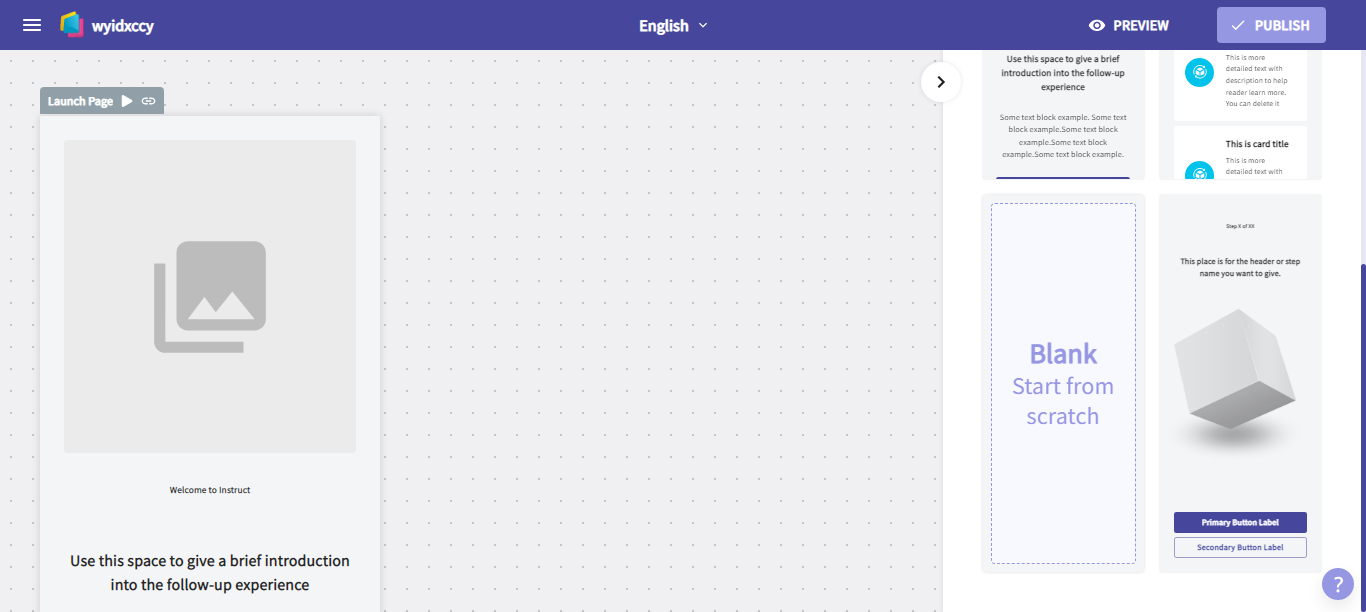 wyidxccy
English
PREVIEW
PUBLISH
Launch Page
Welcome to Instruct
Use this space to give a brief introduction
into the follow-up experience
Use this space to give a brief
introduction into the follow-up
experience
Some text block example. Some text
block example.Some text block
example.Some text block
example.Some text block example.
This is more
detailed text with
description to help
reader learn more.
You can delete it
This is card title
This is more
detailed text with
Blank
Start from
scratch
Step X of XX
This place is for the header or step
name you want to give.
Primary Button Label
Secondary Button Label
?